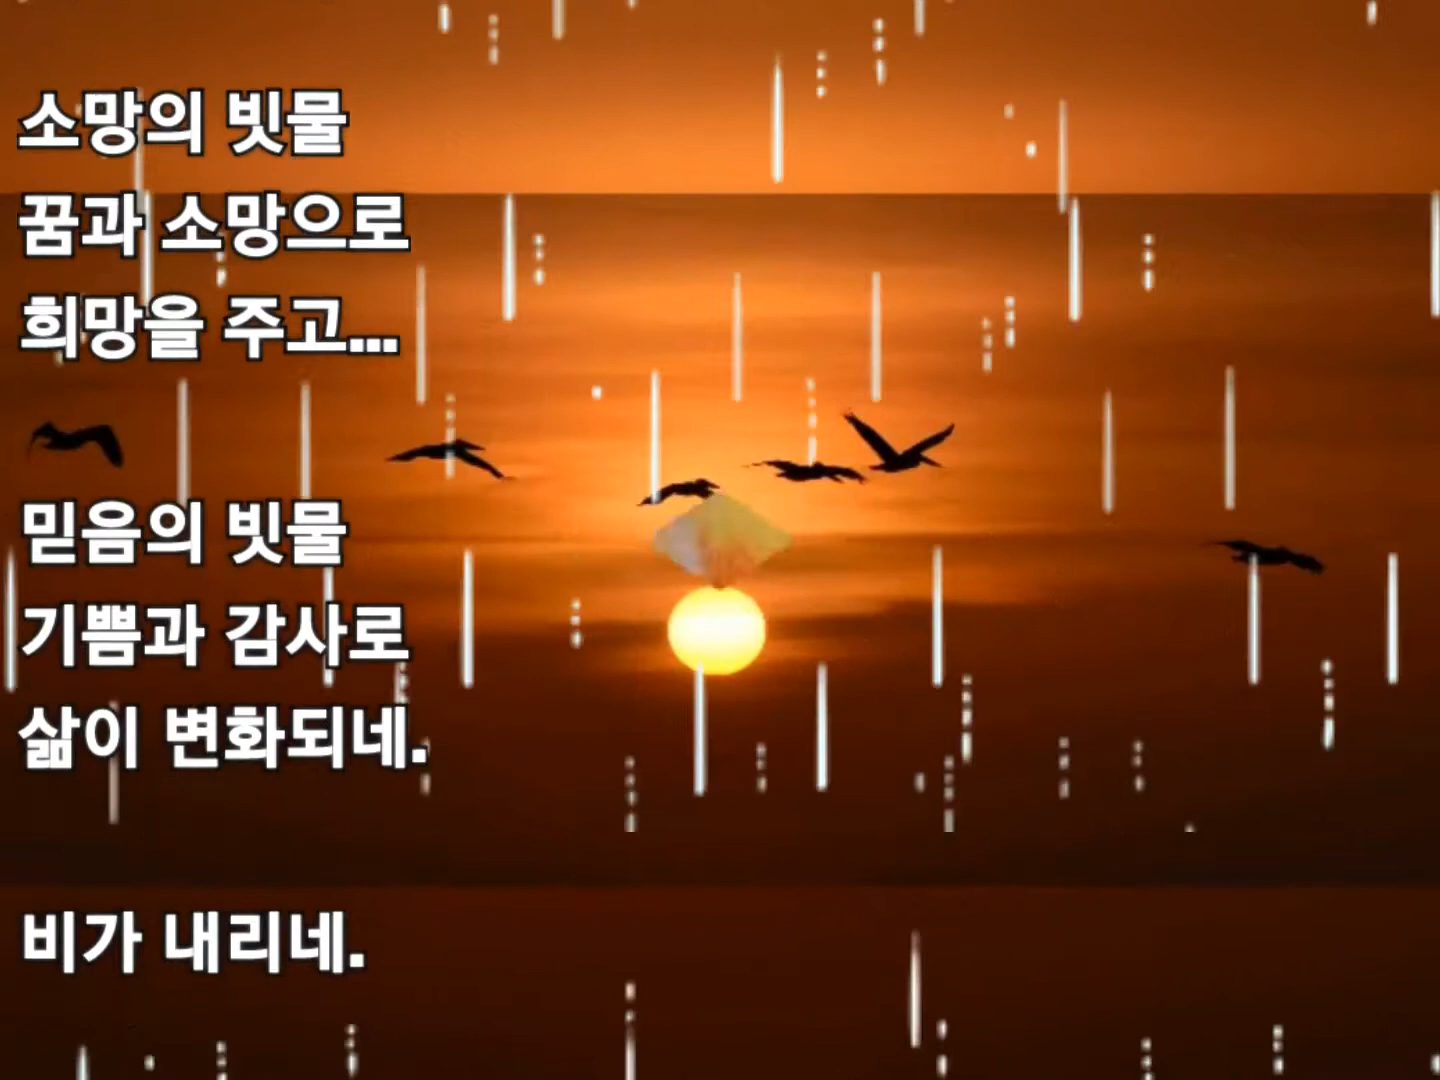 소망의 빗물
꿈과 소망으로
희망을 주고...
믿음의 빗물
기쁨과 감사로
삶이 변화되네.
비가 내리네.